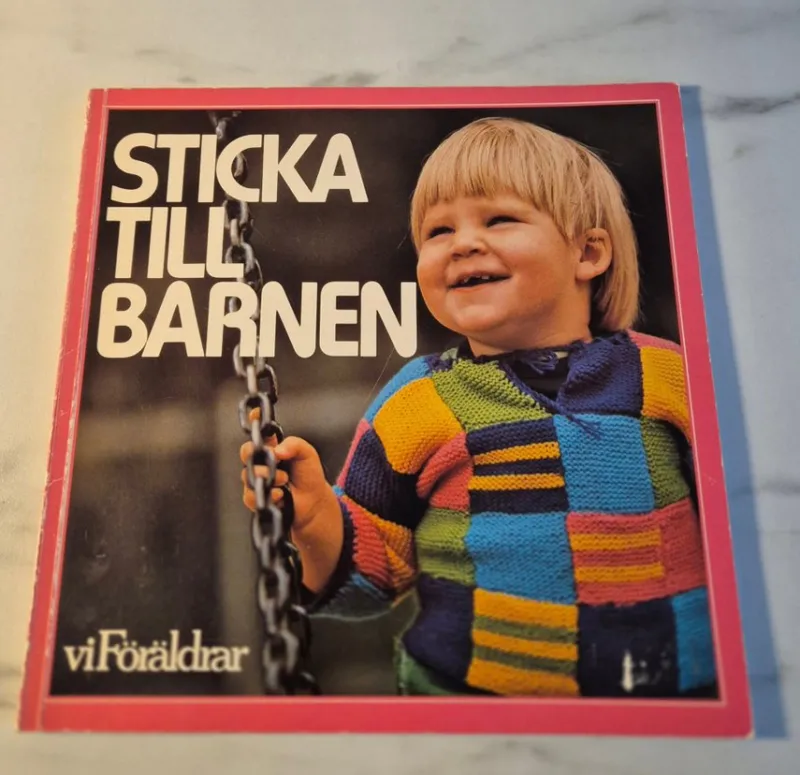 STICKA
TILL
BARNEN
vi Föräldrar